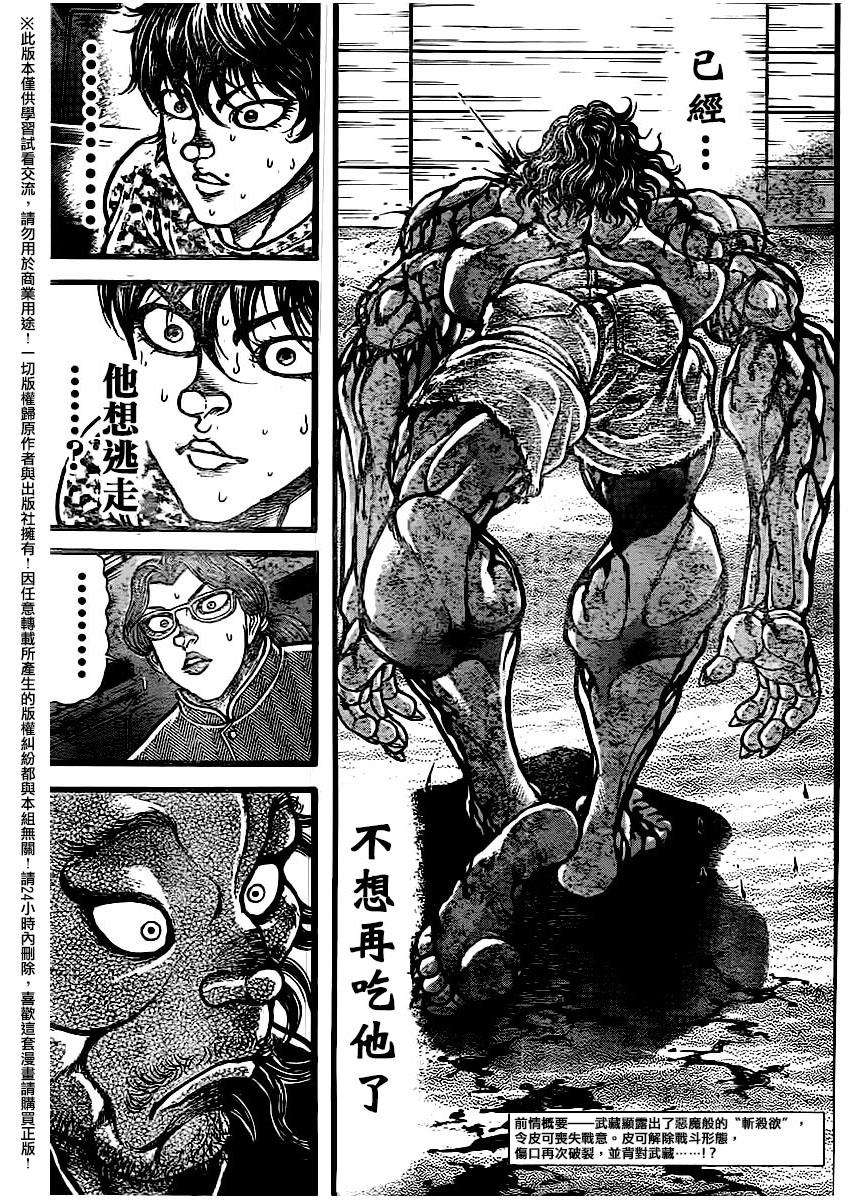 已經…
不想再吃他了
前情概要——武藏顯露出了惡魔般的“斬殺欲”，
令皮可喪失戰意。皮可解除戰斗形態，
傷口再次破裂，並背對武藏……!?
…………………
他想逃走
………?
………
※此版本僅供學習試看交流，請勿用於商業用途！一切版權歸原作者與出版社擁有！因任意轉載所產生的版權糾紛都與本組無關！請24小時內刪除，喜歡這套漫畫請購買正版！